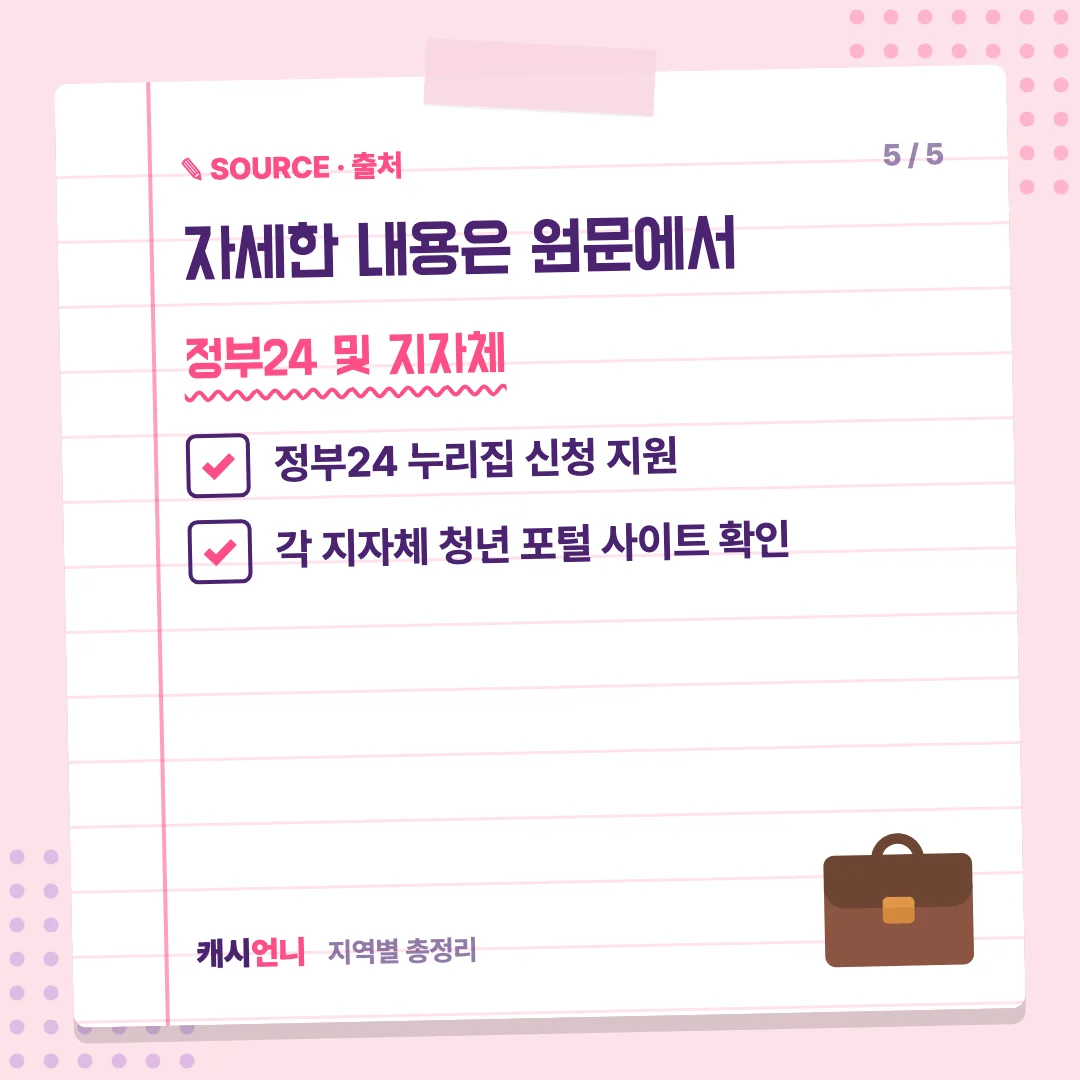 ✎ SOURCE · 출처
5 / 5
자세한 내용은 원문에서
정부24 및 지자체
정부24 누리집 신청 지원
각 지자체 청년 포털 사이트 확인
캐시언니 지역별 총정리